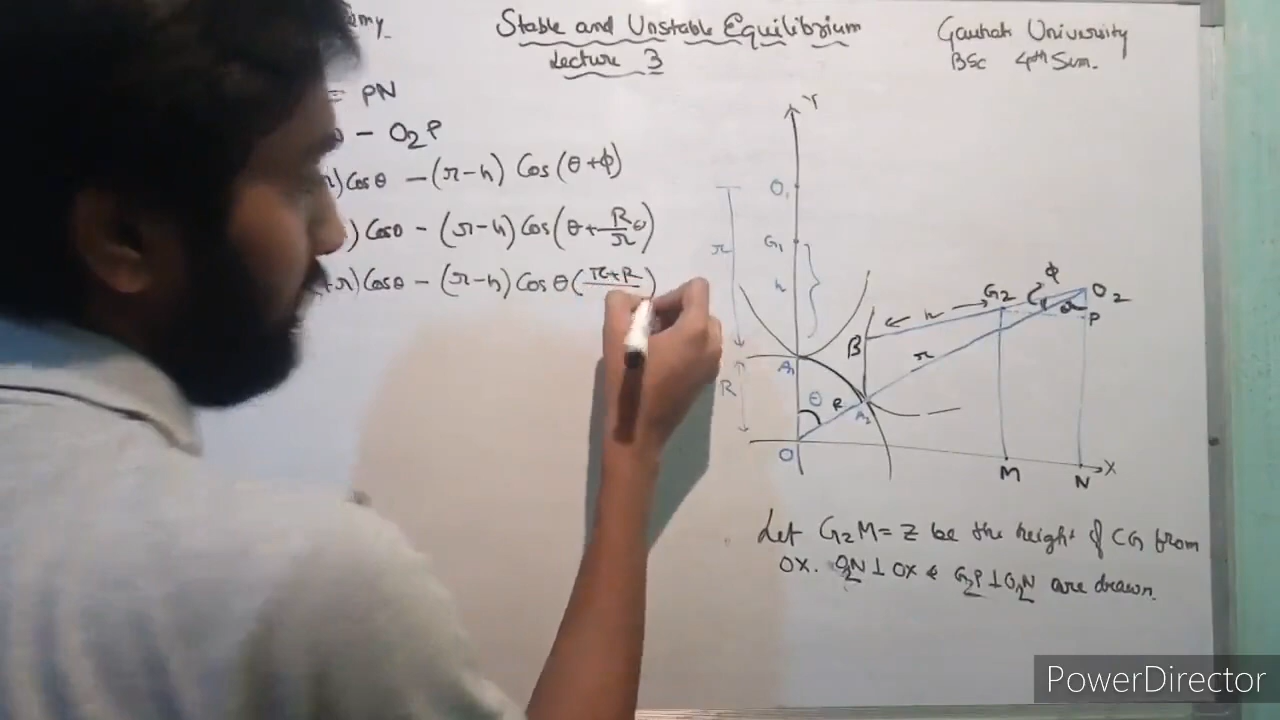 Stable and Unstable Equilibrium
Lecture 3
Gauhati University
BSc 4th Sem.
= PN
- O₂P
r) Cosθ - (r-h) Cos(θ+ϕ)
) Cosθ - (r-h) Cos(θ+R/r θ)
+r) Cosθ - (r-h) Cosθ(r+R
Y
O₁
r
G₁
h
ϕ
G₂
O₂
h
P
B
r
A₁
R
θ
R
A₂
O
M
N
X
Let G₂M = Z be the height of CG from
OX. O₂N ⊥ OX & G₂P ⊥ O₂N are drawn.
PowerDirector